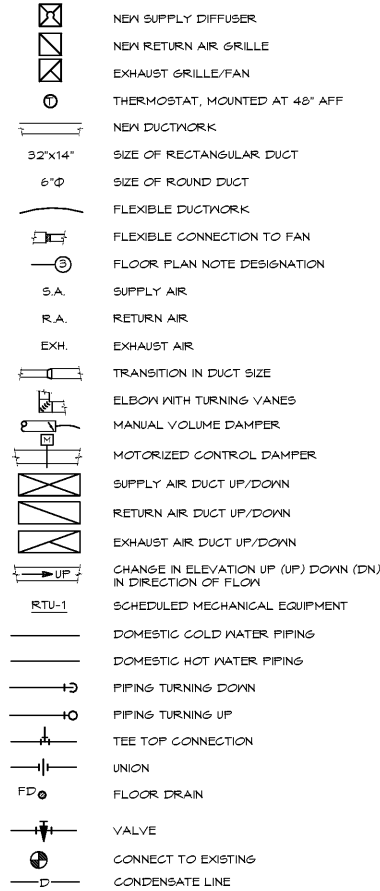 NEW SUPPLY DIFFUSER
NEW RETURN AIR GRILLE
EXHAUST GRILLE/FAN
T THERMOSTAT, MOUNTED AT 48" AFF
NEW DUCTWORK
32"x14" SIZE OF RECTANGULAR DUCT
6"Φ SIZE OF ROUND DUCT
FLEXIBLE DUCTWORK
FLEXIBLE CONNECTION TO FAN
3 FLOOR PLAN NOTE DESIGNATION
S.A. SUPPLY AIR
R.A. RETURN AIR
EXH. EXHAUST AIR
TRANSITION IN DUCT SIZE
ELBOW WITH TURNING VANES
MANUAL VOLUME DAMPER
M MOTORIZED CONTROL DAMPER
SUPPLY AIR DUCT UP/DOWN
RETURN AIR DUCT UP/DOWN
EXHAUST AIR DUCT UP/DOWN
UP CHANGE IN ELEVATION UP (UP) DOWN (DN)
IN DIRECTION OF FLOW
RTU-1 SCHEDULED MECHANICAL EQUIPMENT
DOMESTIC COLD WATER PIPING
DOMESTIC HOT WATER PIPING
PIPING TURNING DOWN
PIPING TURNING UP
TEE TOP CONNECTION
UNION
FD FLOOR DRAIN
VALVE
CONNECT TO EXISTING
D CONDENSATE LINE